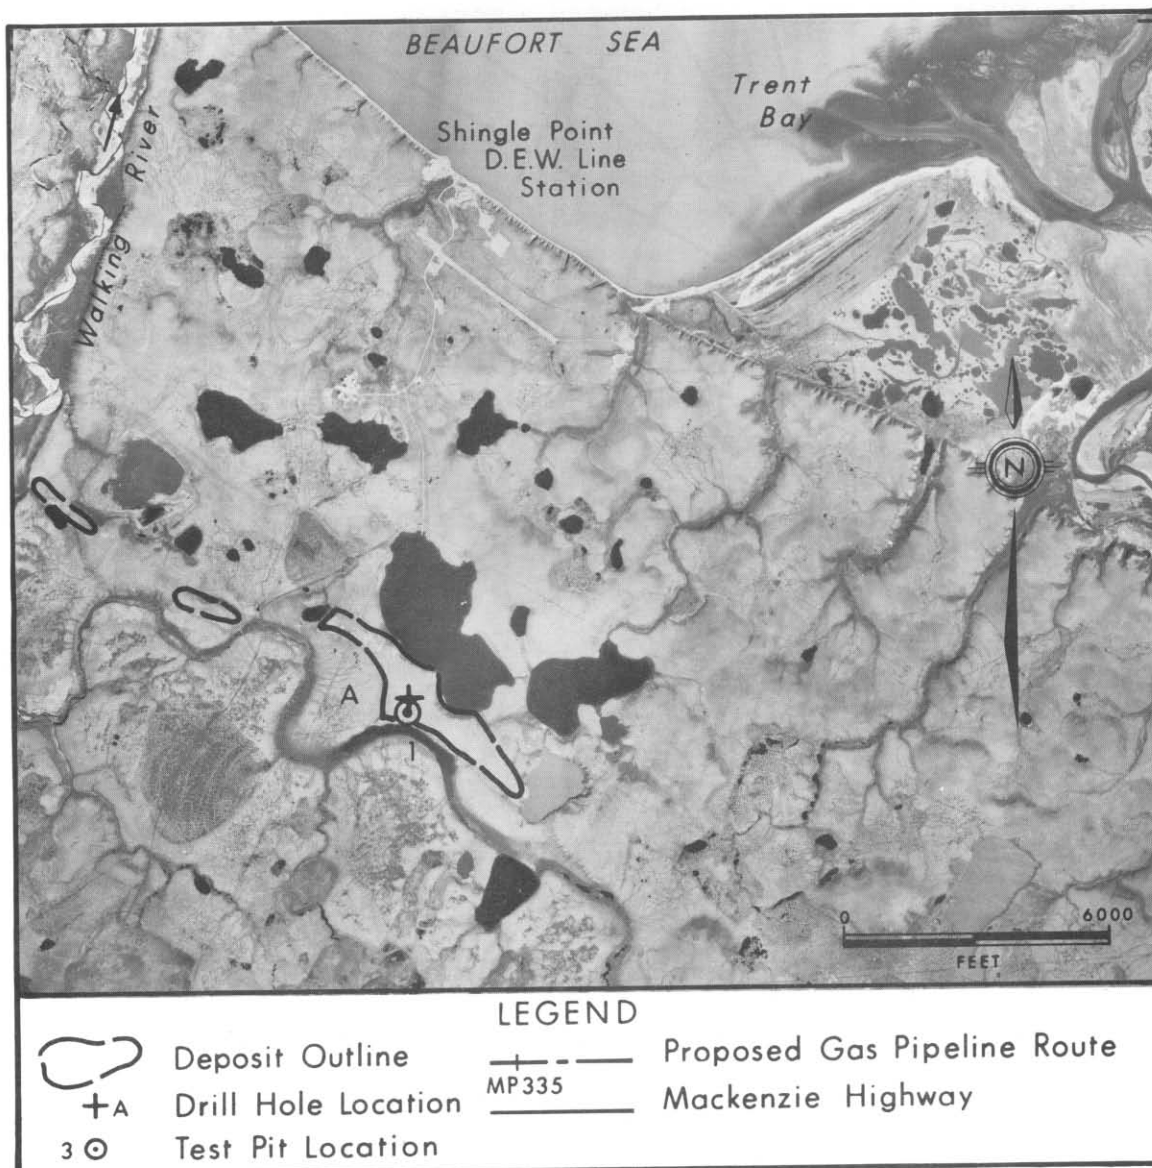 BEAUFORT SEA
Trent
Bay
Shingle Point
D.E.W. Line
Station
Walking River
N
A
1
0 6000
FEET
LEGEND
Deposit Outline
Proposed Gas Pipeline Route
MP335
+A Drill Hole Location
Mackenzie Highway
3 Test Pit Location